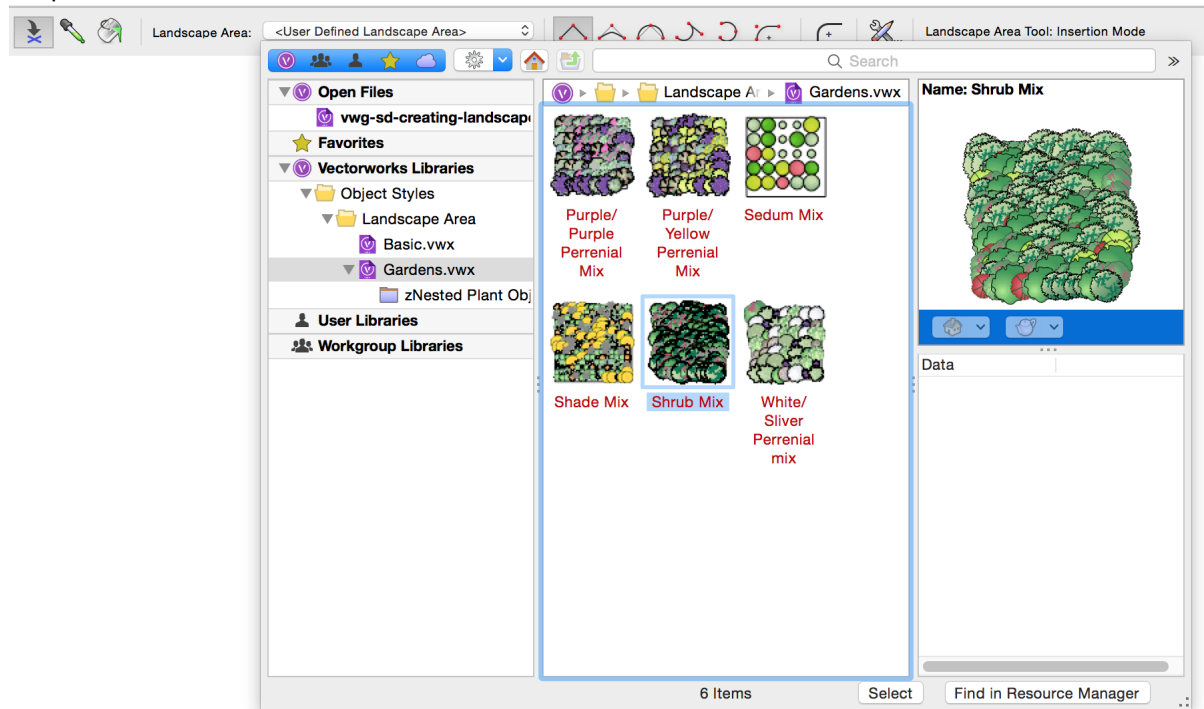 Landscape Area: <User Defined Landscape Area> Landscape Area Tool: Insertion Mode
Search
Open Files
vwg-sd-creating-landscap
Favorites
Vectorworks Libraries
Object Styles
Landscape Area
Basic.vwx
Gardens.vwx
zNested Plant Obj
User Libraries
Workgroup Libraries
Landscape Ar Gardens.vwx
Purple/
Purple
Perrenial
Mix
Purple/
Yellow
Perrenial
Mix
Sedum Mix
Shade Mix
Shrub Mix
White/
Sliver
Perrenial
mix
Name: Shrub Mix
Data
6 Items
Select
Find in Resource Manager